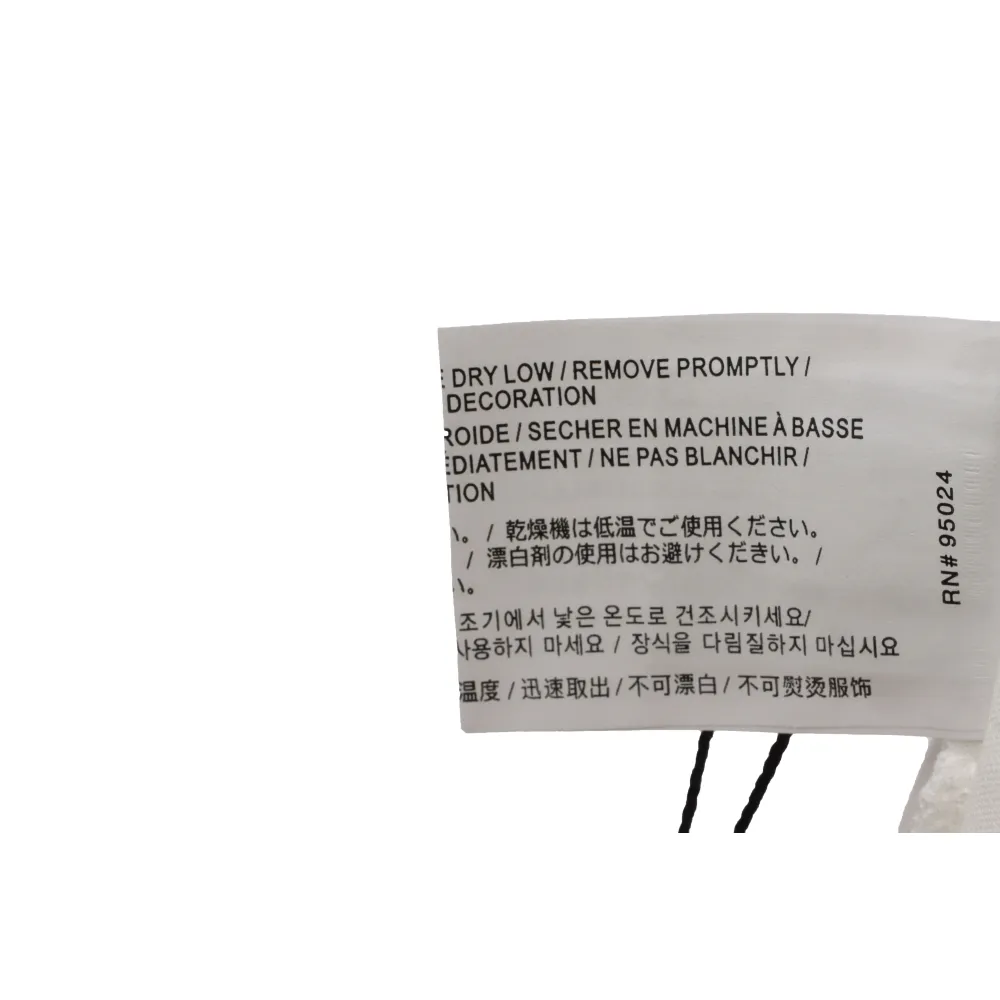 DRY LOW / REMOVE PROMPTLY /
DECORATION
ROIDE / SECHER EN MACHINE À BASSE
EDIATEMENT / NE PAS BLANCHIR /
TION
い。 / 乾燥機は低温でご使用ください。
/ 漂白剤の使用はお避けください。 /
い。
조기에서 낮은 온도로 건조시키세요/
사용하지 마세요 / 장식을 다림질하지 마십시요
温度 / 迅速取出 / 不可漂白 / 不可熨烫服饰
RN# 95024